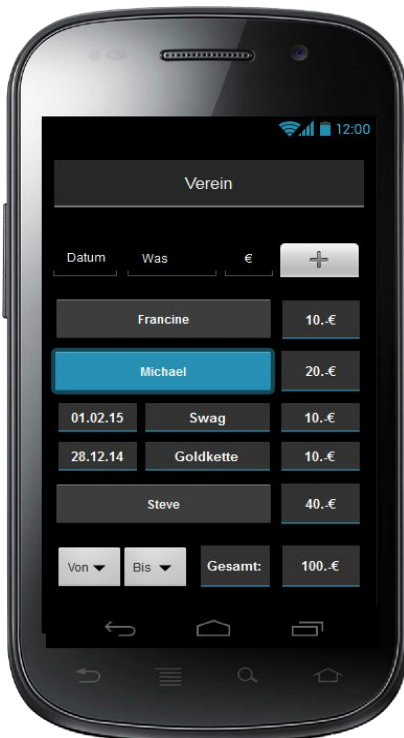 12:00
Verein
Datum Was €
Francine 10.-€
Michael 20.-€
01.02.15 Swag 10.-€
28.12.14 Goldkette 10.-€
Steve 40.-€
Von Bis Gesamt: 100.-€